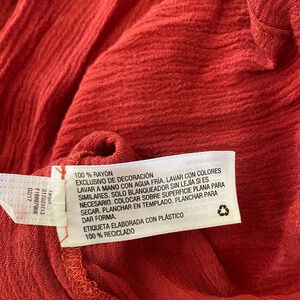 100 % RAYÓN
EXCLUSIVO DE DECORACIÓN
LAVAR A MANO CON AGUA FRÍA. LAVAR CON COLORES
SIMILARES. SOLO BLANQUEADOR SIN LEJÍA SI ES
NECESARIO. COLOCAR SOBRE SUPERFICIE PLANA PARA
SECAR. PLANCHAR EN TEMPLADO. PLANCHAR PARA
DAR FORMA.
ETIQUETA ELABORADA CON PLÁSTICO
100 % RECICLADO